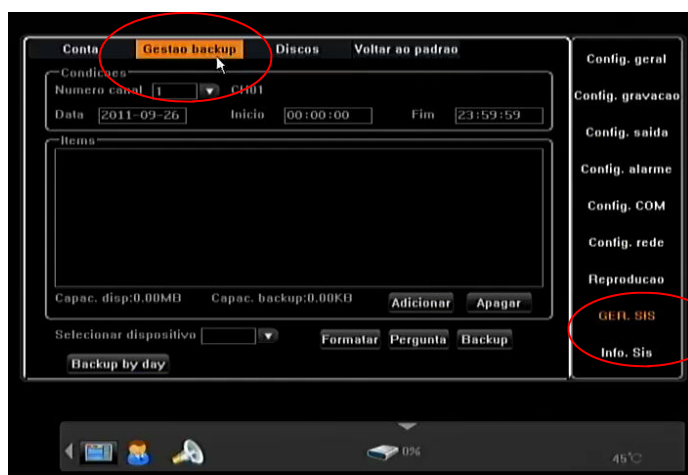 Conta Gestao backup Discos Voltar ao padrao
Condicoes
Numero canal 1 CH01
Data 2011-09-26 Inicio 00:00:00 Fim 23:59:59
Items
Capac. disp:0.00MB Capac. backup:0.00KB Adicionar Apagar
Selecionar dispositivo Formatar Pergunta Backup
Backup by day
Config. geral
Config. gravacao
Config. saida
Config. alarme
Config. COM
Config. rede
Reproducao
GER. SIS
Info. Sis
0%
45°C